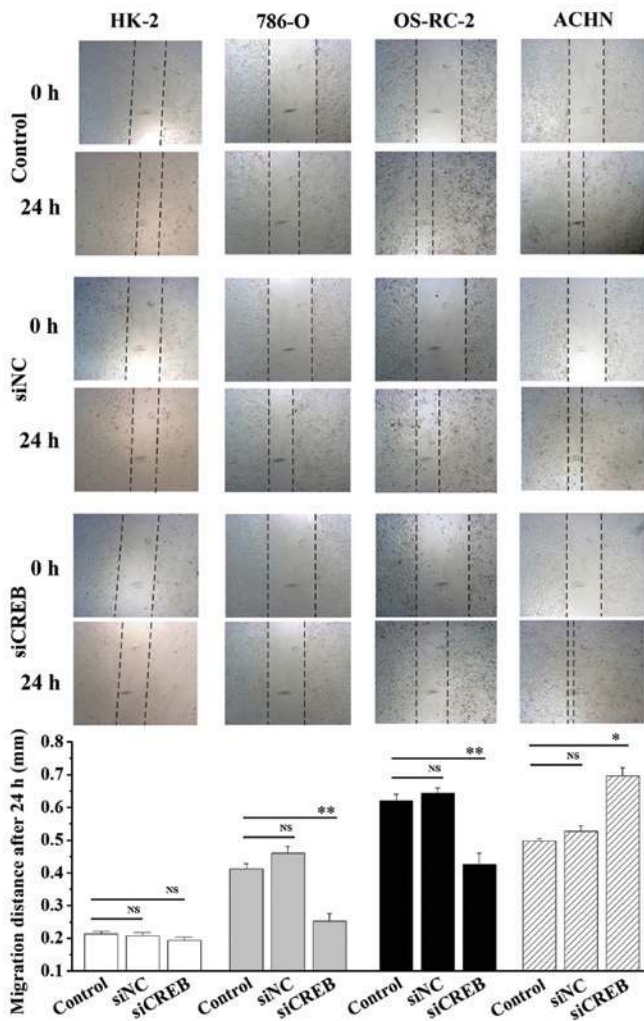 HK-2 786-O OS-RC-2 ACHN
Control
0 h
24 h
siNC
0 h
24 h
siCREB
0 h
24 h
Migration distance after 24 h (mm)
0.8
0.7
0.6
0.5
0.4
0.3
0.2
0.1
NS
NS
**
NS
**
NS
*
NS
Control siNC siCREB Control siNC siCREB Control siNC siCREB Control siNC siCREB